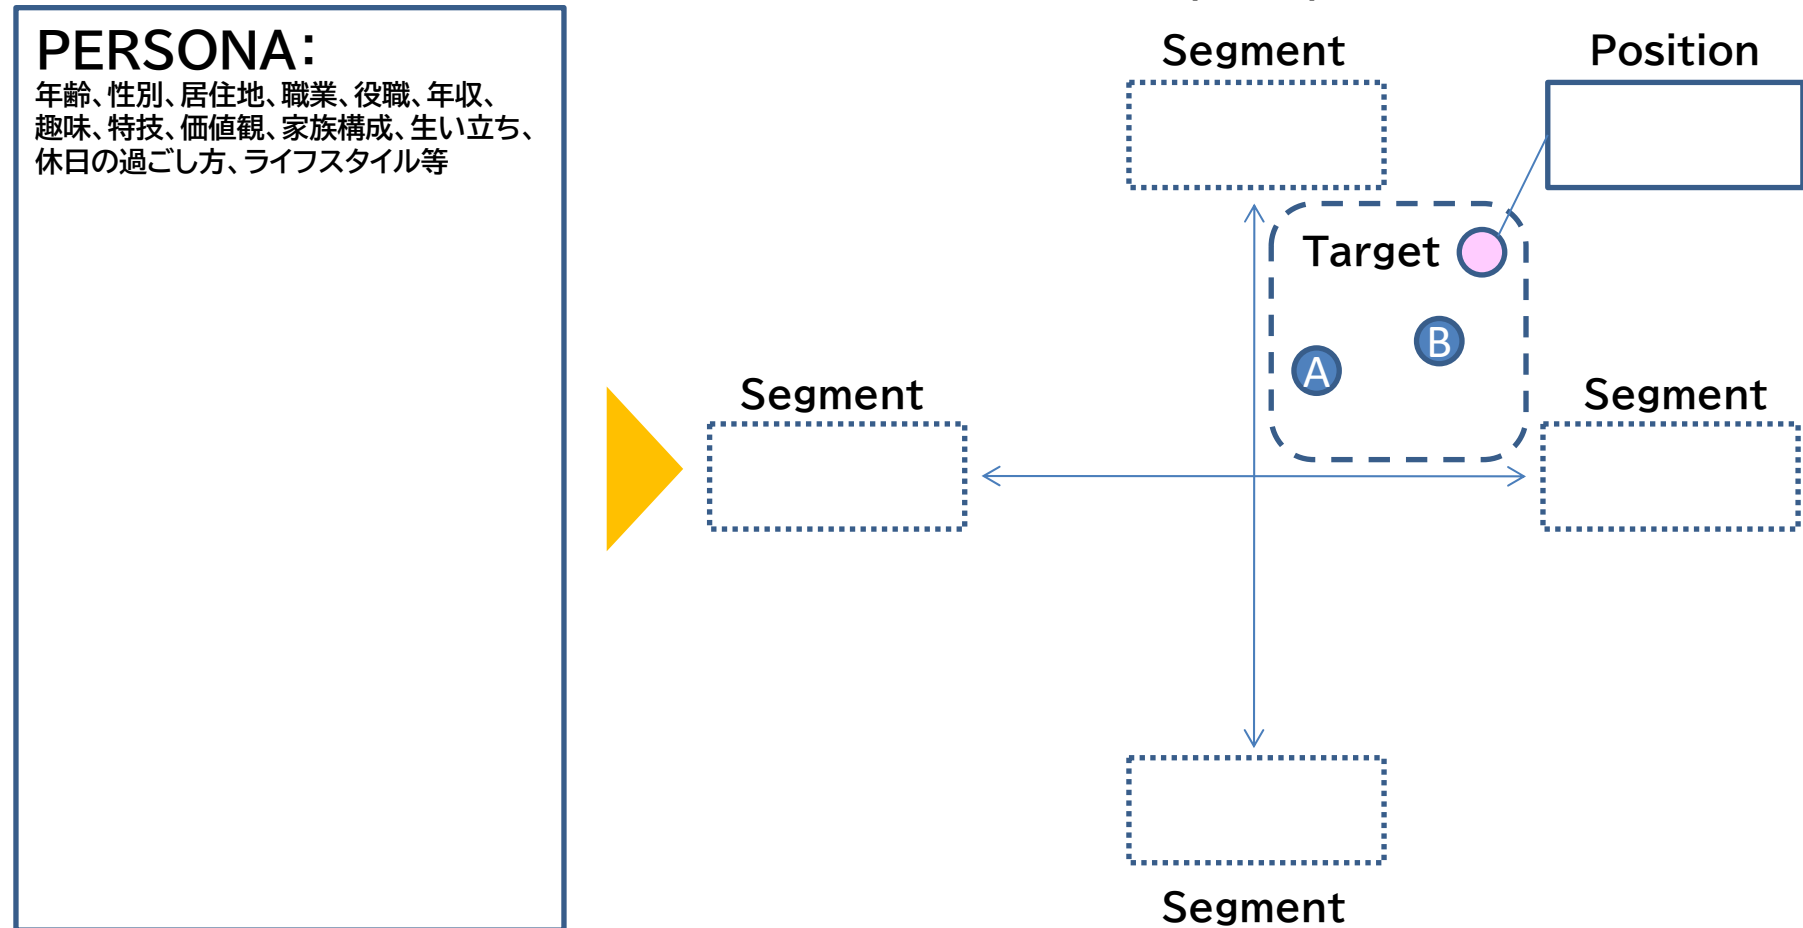 PERSONA：
年齢、性別、居住地、職業、役職、年収、
趣味、特技、価値観、家族構成、生い立ち、
休日の過ごし方、ライフスタイル等
Segment
Position
Target
B
A
Segment
Segment
Segment